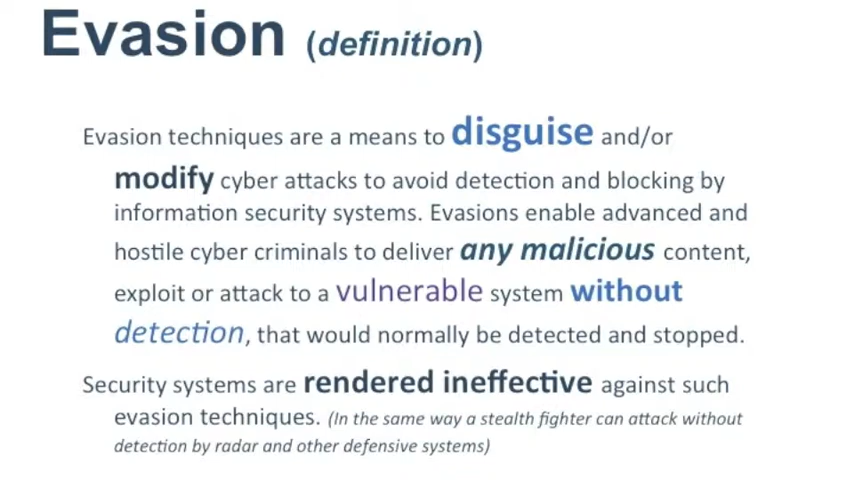 Evasion (definition)
Evasion techniques are a means to disguise and/or
modify cyber attacks to avoid detection and blocking by
information security systems. Evasions enable advanced and
hostile cyber criminals to deliver any malicious content,
exploit or attack to a vulnerable system without
detection, that would normally be detected and stopped.
Security systems are rendered ineffective against such
evasion techniques. (In the same way a stealth fighter can attack without
detection by radar and other defensive systems)